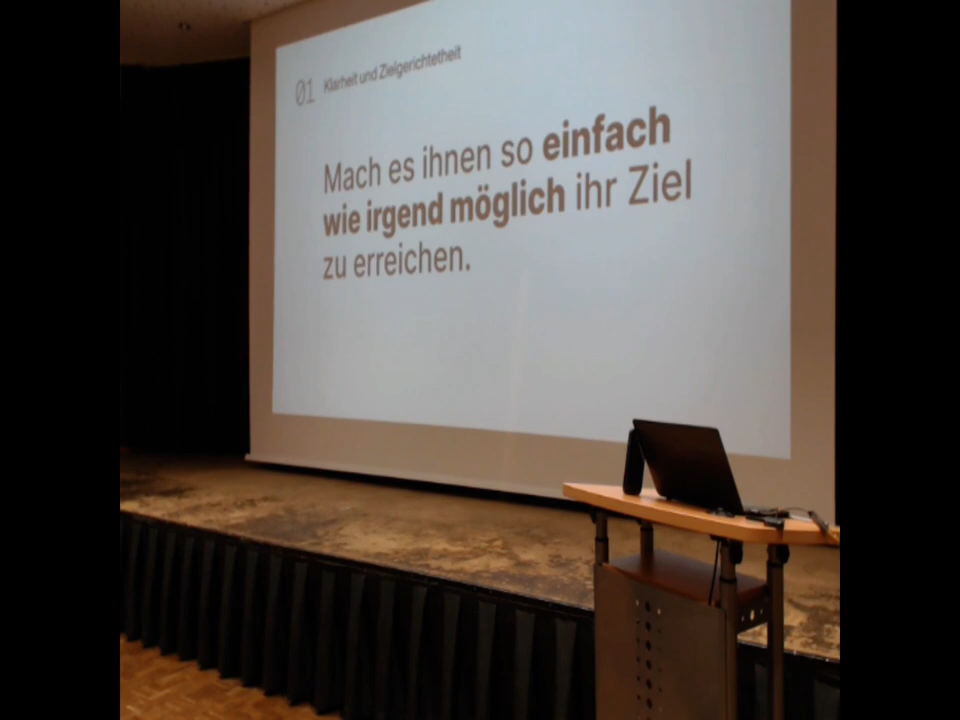 01 Klarheit und Zielgerichtetheit
Mach es ihnen so einfach
wie irgend möglich ihr Ziel
zu erreichen.